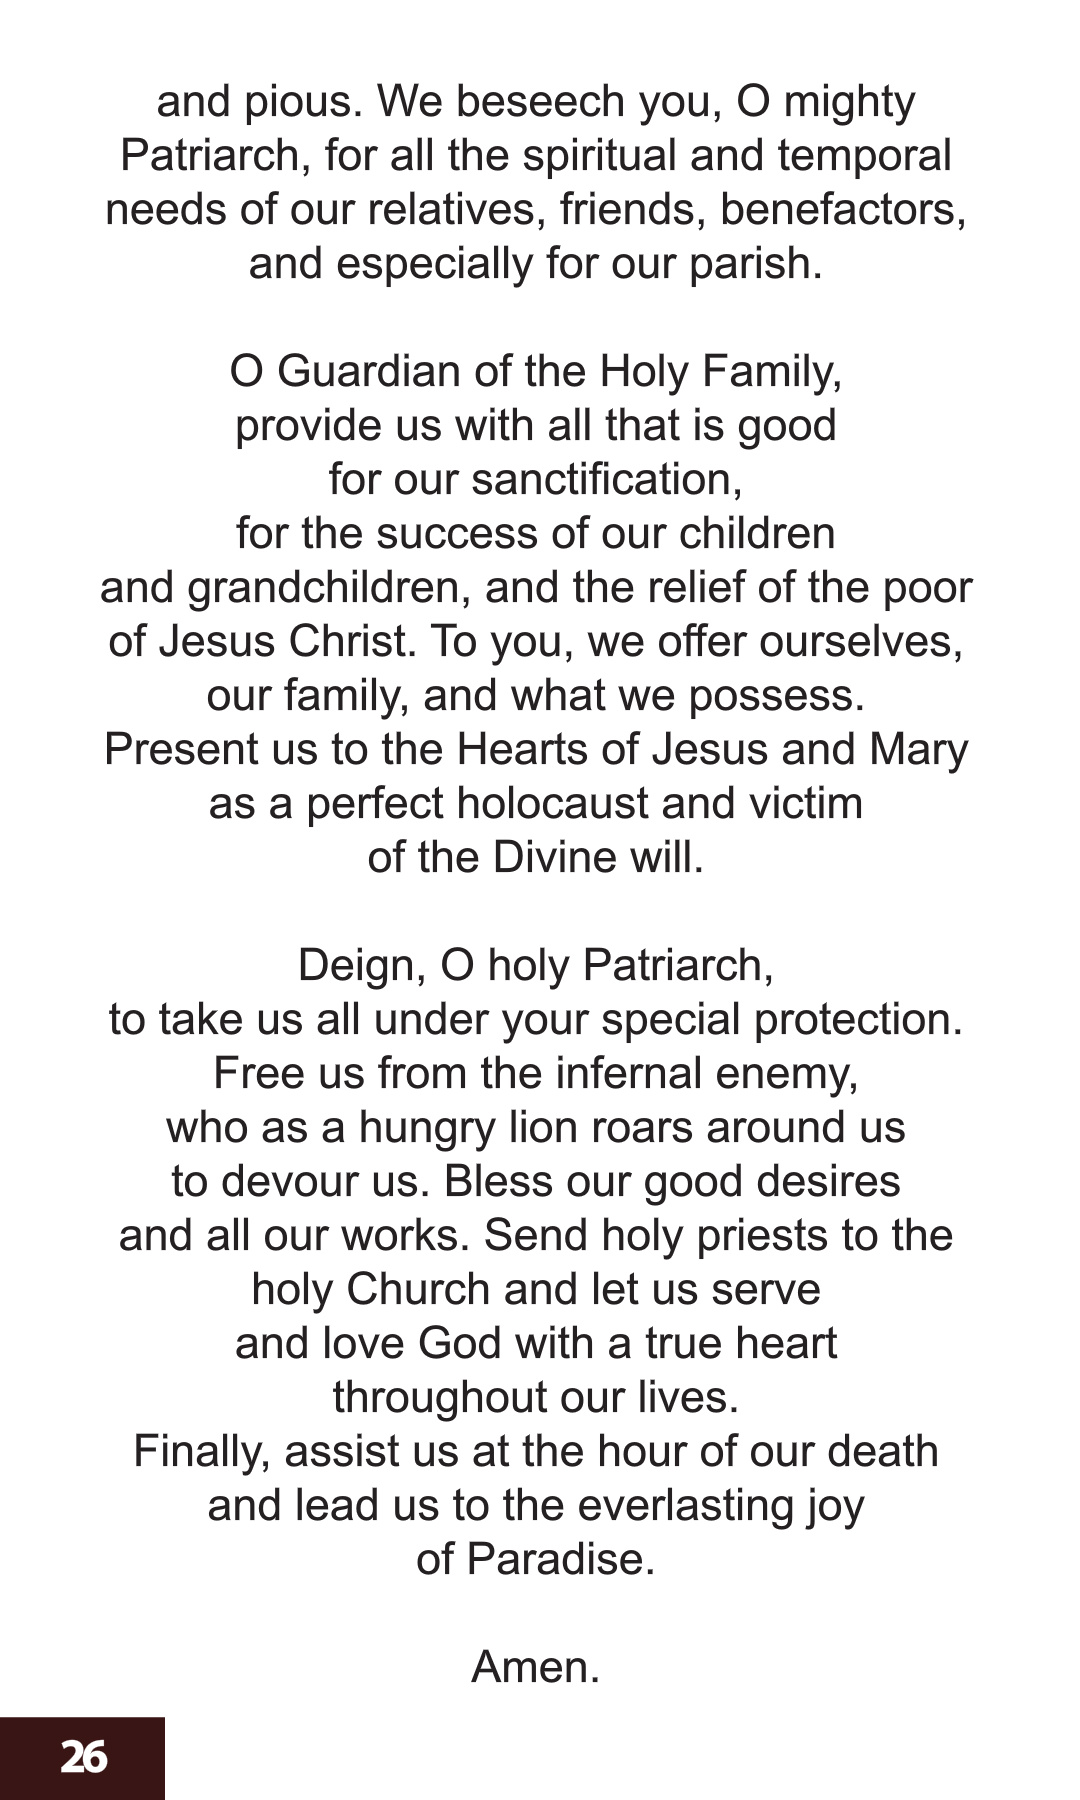 and pious. We beseech you, O mighty
Patriarch, for all the spiritual and temporal
needs of our relatives, friends, benefactors,
and especially for our parish.
O Guardian of the Holy Family,
provide us with all that is good
for our sanctification,
for the success of our children
and grandchildren, and the relief of the poor
of Jesus Christ. To you, we offer ourselves,
our family, and what we possess.
Present us to the Hearts of Jesus and Mary
as a perfect holocaust and victim
of the Divine will.
Deign, O holy Patriarch,
to take us all under your special protection.
Free us from the infernal enemy,
who as a hungry lion roars around us
to devour us. Bless our good desires
and all our works. Send holy priests to the
holy Church and let us serve
and love God with a true heart
throughout our lives.
Finally, assist us at the hour of our death
and lead us to the everlasting joy
of Paradise.
Amen.
26